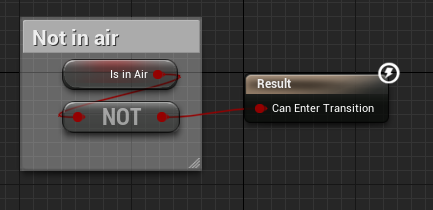 Not in air
Is in Air
NOT
Result
Can Enter Transition